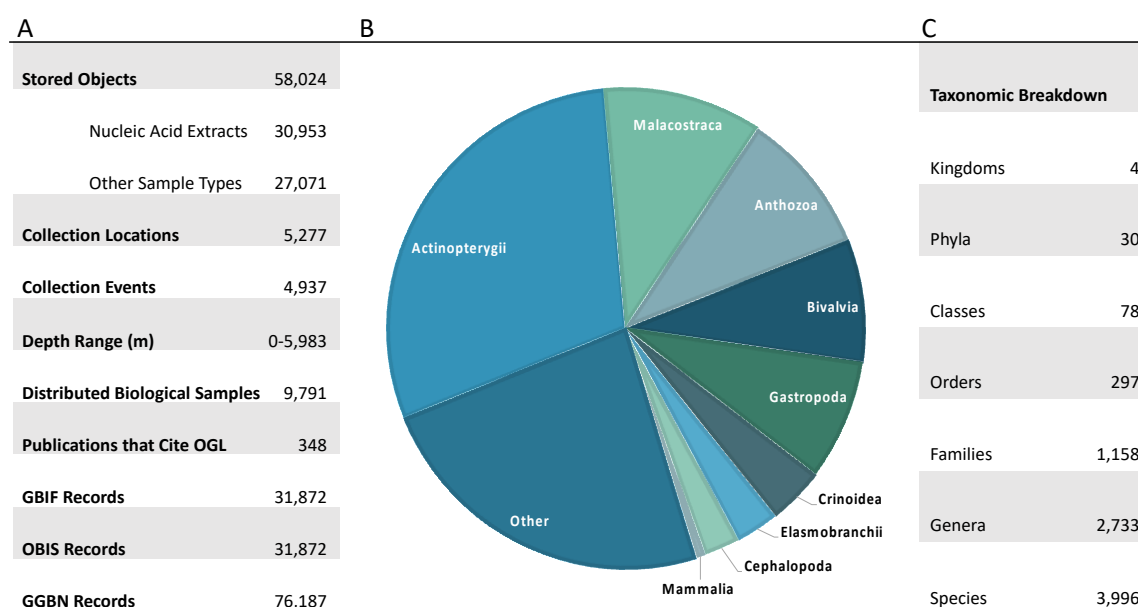 A
Stored Objects 58,024
Nucleic Acid Extracts 30,953
Other Sample Types 27,071
Collection Locations 5,277
Collection Events 4,937
Depth Range (m) 0-5,983
Distributed Biological Samples 9,791
Publications that Cite OGL 348
GBIF Records 31,872
OBIS Records 31,872
GGBN Records 76,187
B
Malacostraca
Anthozoa
Bivalvia
Gastropoda
Crinoidea
Elasmobranchii
Cephalopoda
Mammalia
Other
Actinopterygii
C
Taxonomic Breakdown
Kingdoms 4
Phyla 30
Classes 78
Orders 297
Families 1,158
Genera 2,733
Species 3,996